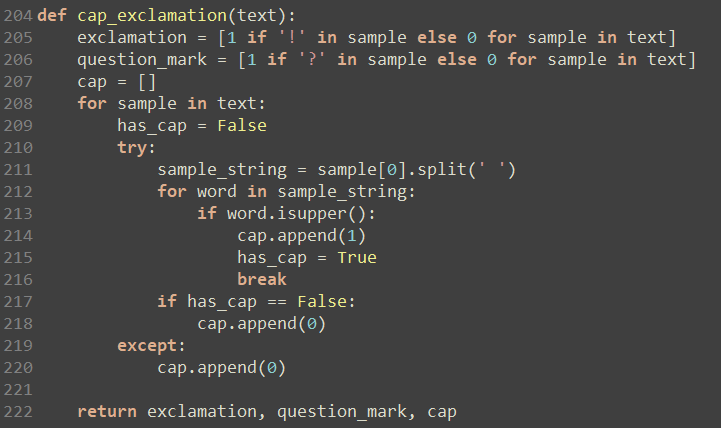 204 def cap_exclamation(text):
205     exclamation = [1 if '!' in sample else 0 for sample in text]
206     question_mark = [1 if '?' in sample else 0 for sample in text]
207     cap = []
208     for sample in text:
209         has_cap = False
210         try:
211             sample_string = sample[0].split(' ')
212             for word in sample_string:
213                 if word.isupper():
214                     cap.append(1)
215                     has_cap = True
216                     break
217             if has_cap == False:
218                 cap.append(0)
219         except:
220             cap.append(0)
221
222     return exclamation, question_mark, cap